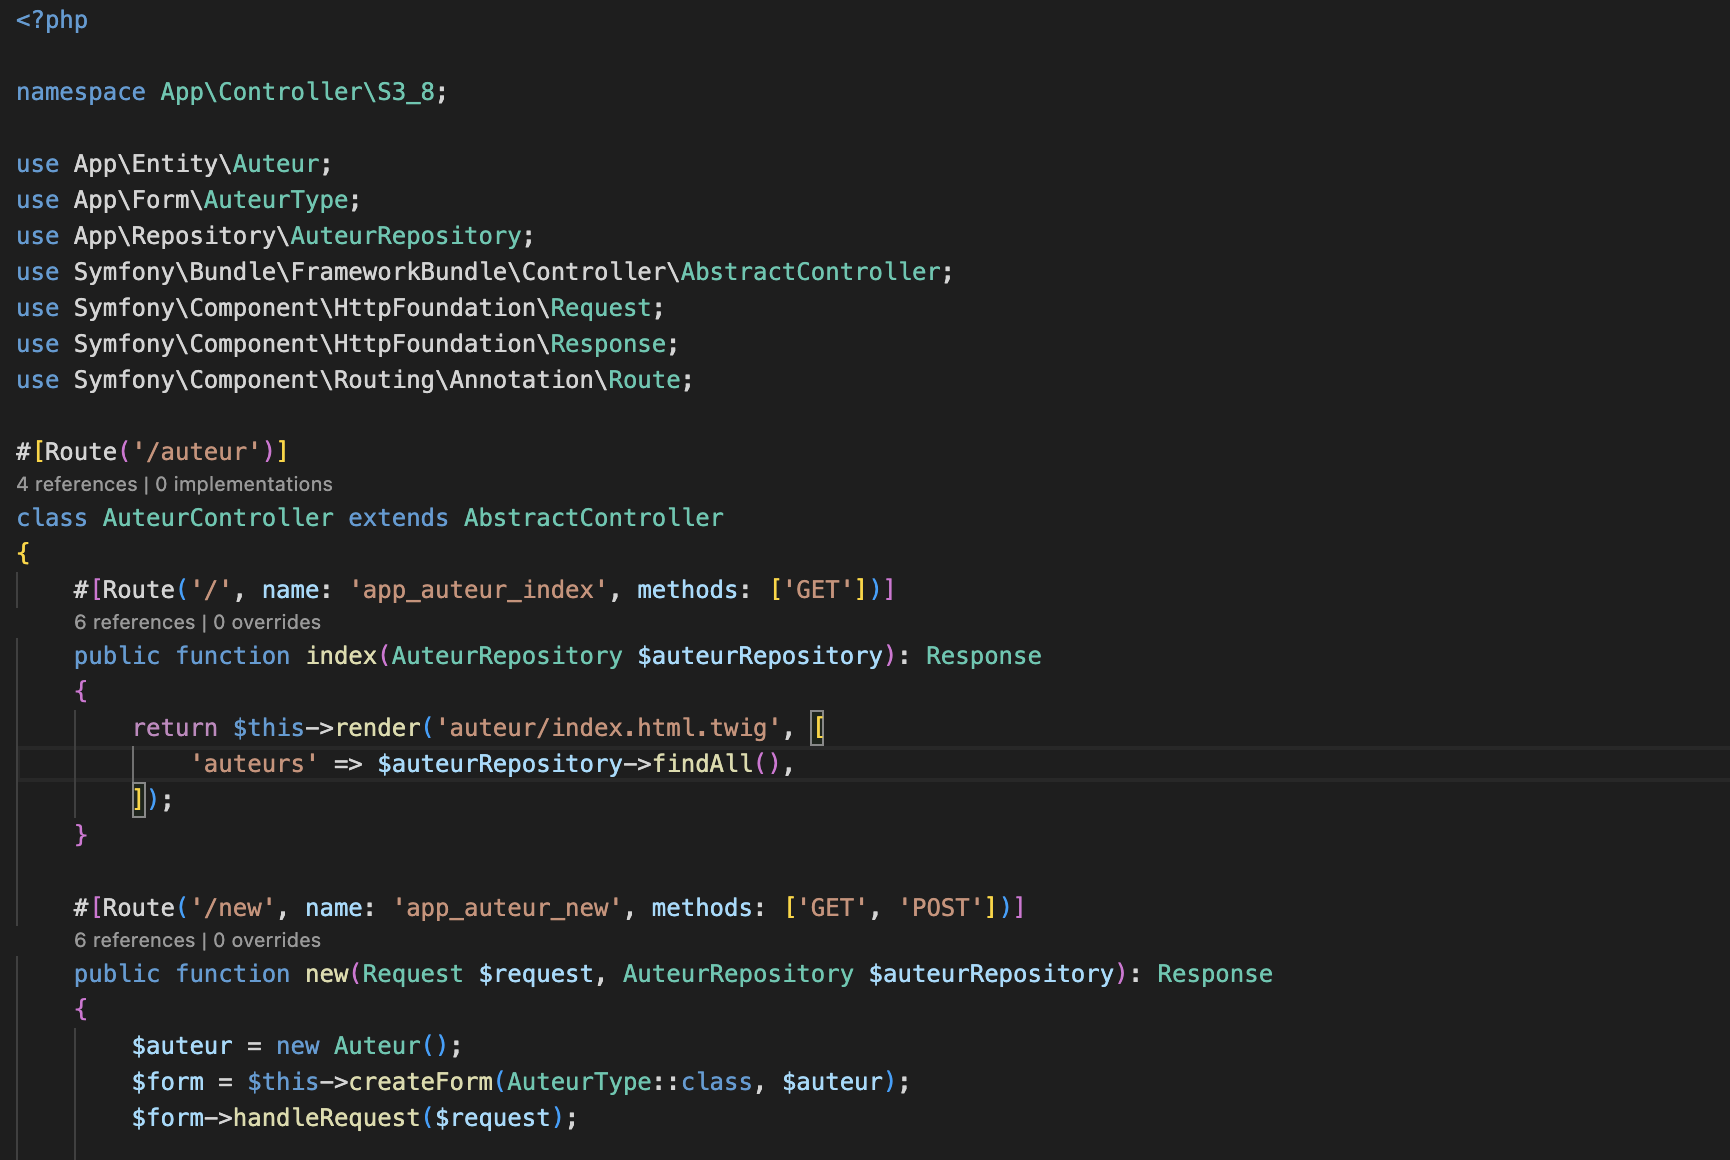 <?php
namespace App\Controller\S3_8;
use App\Entity\Auteur;
use App\Form\AuteurType;
use App\Repository\AuteurRepository;
use Symfony\Bundle\FrameworkBundle\Controller\AbstractController;
use Symfony\Component\HttpFoundation\Request;
use Symfony\Component\HttpFoundation\Response;
use Symfony\Component\Routing\Annotation\Route;
#[Route('/auteur')]
4 references | 0 implementations
class AuteurController extends AbstractController
{
    #[Route('/', name: 'app_auteur_index', methods: ['GET'])]
    6 references | 0 overrides
    public function index(AuteurRepository $auteurRepository): Response
    {
        return $this->render('auteur/index.html.twig', [
            'auteurs' => $auteurRepository->findAll(),
        ]);
    }
    #[Route('/new', name: 'app_auteur_new', methods: ['GET', 'POST'])]
    6 references | 0 overrides
    public function new(Request $request, AuteurRepository $auteurRepository): Response
    {
        $auteur = new Auteur();
        $form = $this->createForm(AuteurType::class, $auteur);
        $form->handleRequest($request);